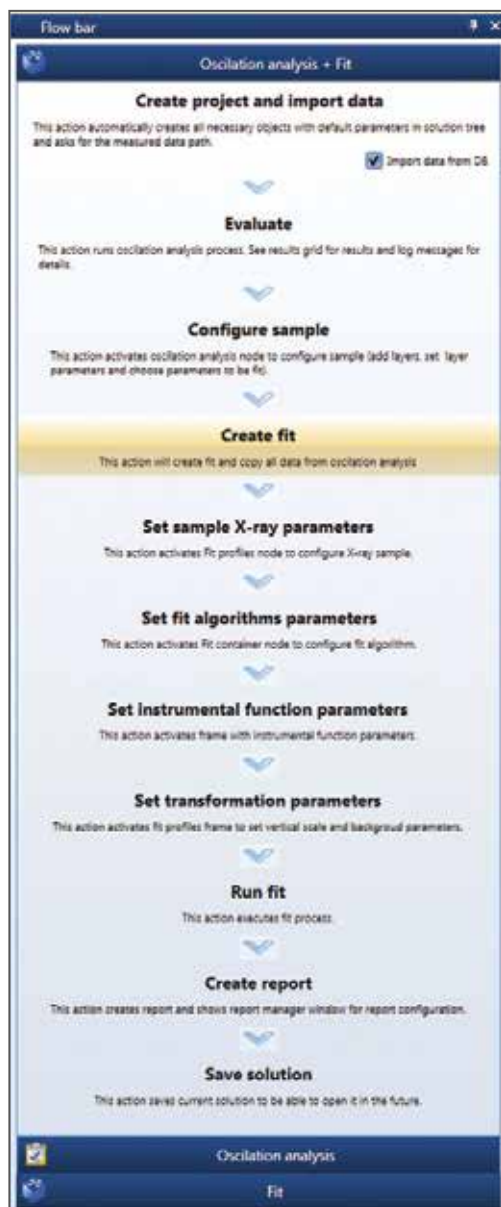 Flow bar
Oscilation analysis + Fit
Create project and import data
This action automatically creates all necessary objects with default parameters in solution tree
and asks for the measured data path.
Import data from DB
Evaluate
This action runs oscilation analysis process. See results grid for results and log messages for
details.
Configure sample
This action activates oscilation analysis node to configure sample (add layers, set layer
parameters and choose parameters to be fit).
Create fit
This action will create fit and copy all data from oscilation analysis
Set sample X-ray parameters
This action activates Fit profiles node to configure X-ray sample.
Set fit algorithms parameters
This action activates Fit container node to configure fit algorithm.
Set instrumental function parameters
This action activates frame with instrumental function parameters.
Set transformation parameters
This action activates fit profiles frame to set vertical scale and backgroud parameters.
Run fit
This action executes fit process.
Create report
This action creates report and shows report manager window for report configuration.
Save solution
This action saves current solution to be able to open it in the future.
Oscilation analysis
Fit